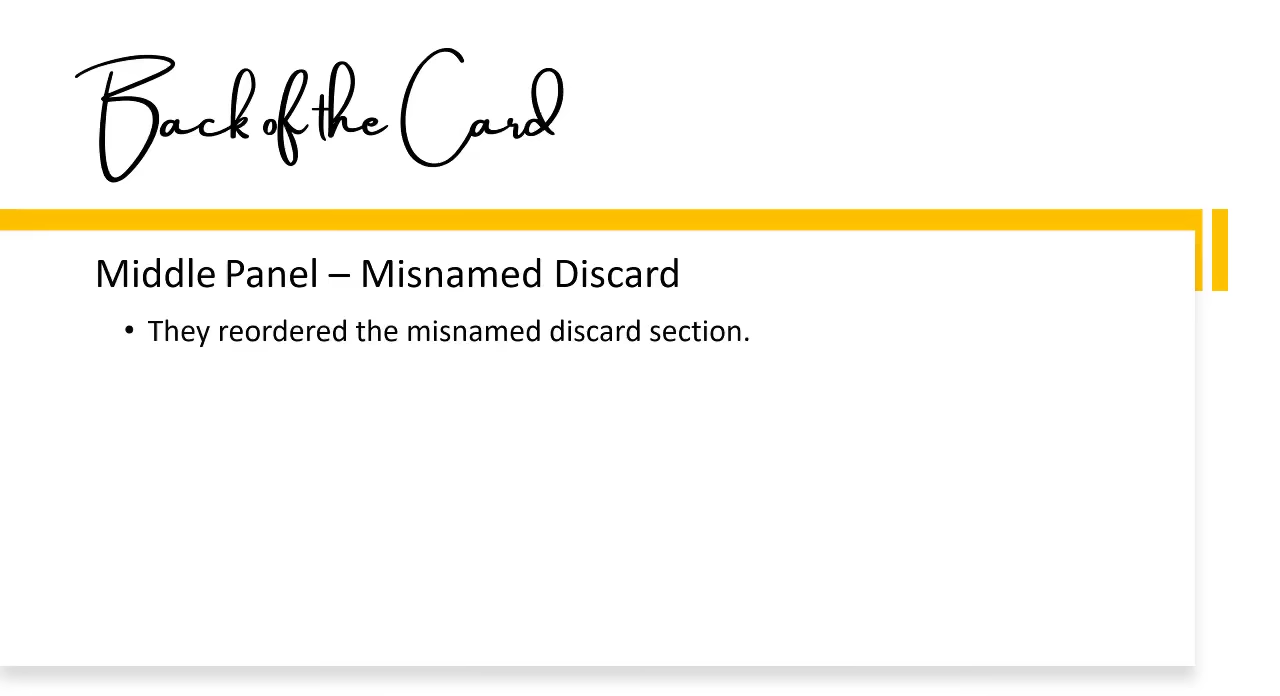 Back of the Card
Middle Panel – Misnamed Discard
• They reordered the misnamed discard section.